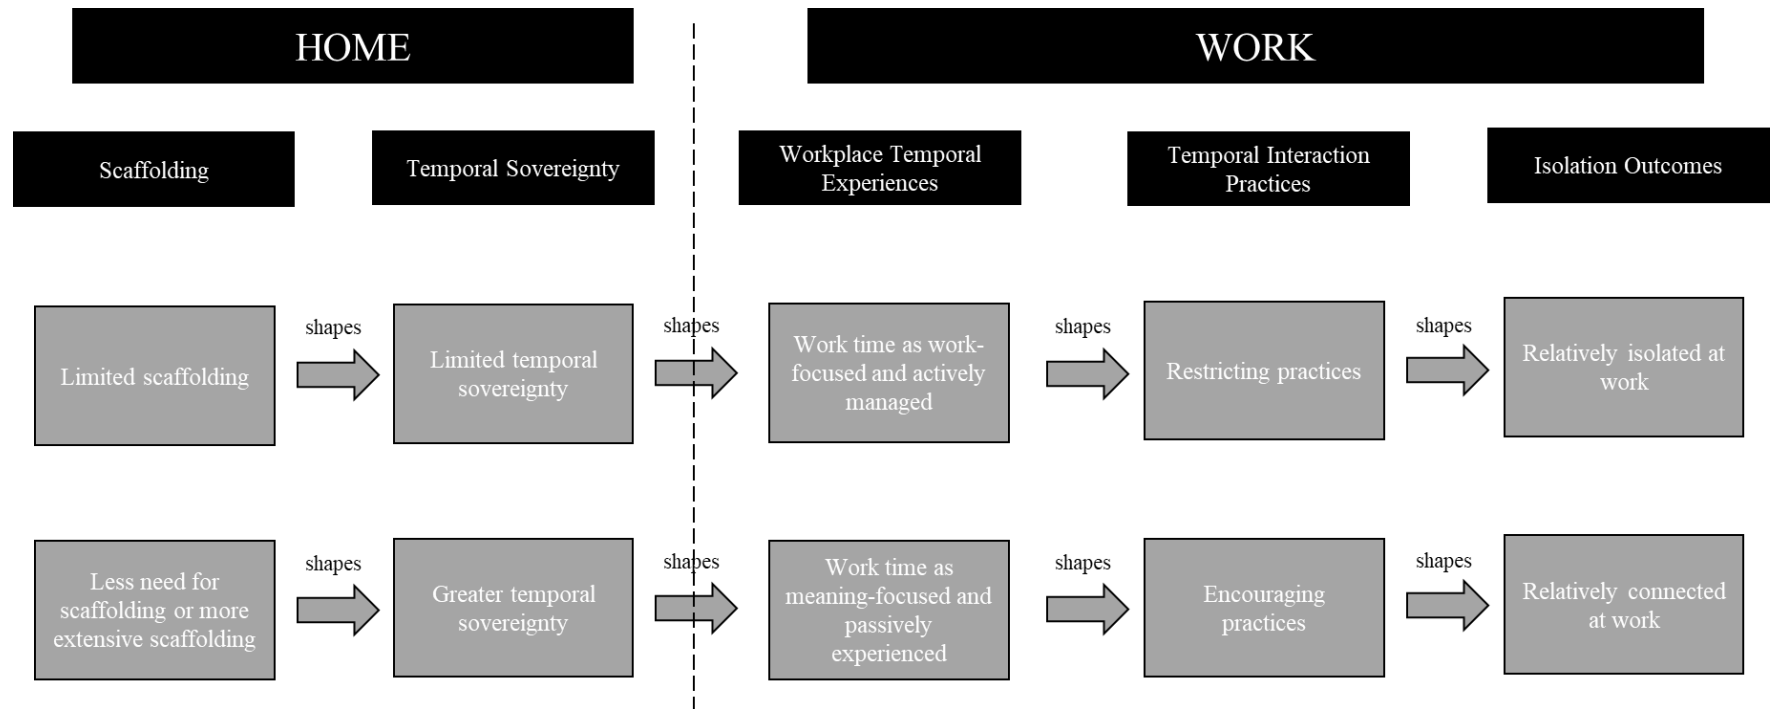 HOME
WORK
Scaffolding
Temporal Sovereignty
Workplace Temporal
Experiences
Temporal Interaction
Practices
Isolation Outcomes
Limited scaffolding
shapes
Limited temporal
sovereignty
shapes
Work time as work-
focused and actively
managed
shapes
Restricting practices
shapes
Relatively isolated at
work
Less need for
scaffolding or more
extensive scaffolding
shapes
Greater temporal
sovereignty
shapes
Work time as
meaning-focused and
passively
experienced
shapes
Encouraging
practices
shapes
Relatively connected
at work